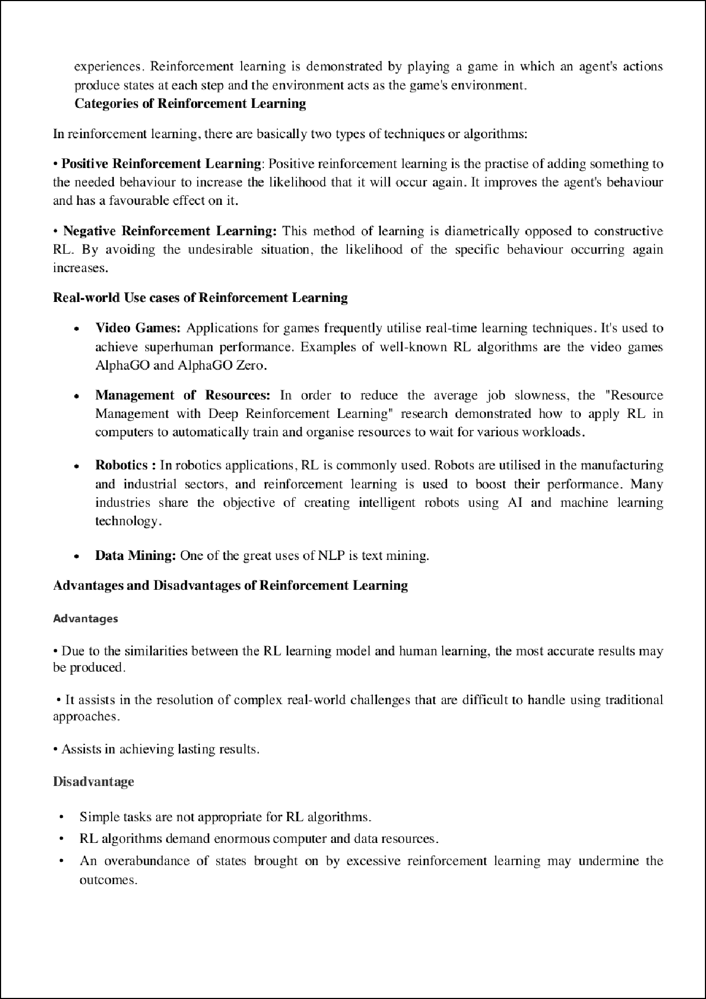 experiences. Reinforcement learning is demonstrated by playing a game in which an agent's actions
produce states at each step and the environment acts as the game's environment.
Categories of Reinforcement Learning
In reinforcement learning, there are basically two types of techniques or algorithms:
• Positive Reinforcement Learning: Positive reinforcement learning is the practise of adding something to
the needed behaviour to increase the likelihood that it will occur again. It improves the agent's behaviour
and has a favourable effect on it.
• Negative Reinforcement Learning: This method of learning is diametrically opposed to constructive
RL. By avoiding the undesirable situation, the likelihood of the specific behaviour occurring again
increases.
Real-world Use cases of Reinforcement Learning
• Video Games: Applications for games frequently utilise real-time learning techniques. It's used to
achieve superhuman performance. Examples of well-known RL algorithms are the video games
AlphaGO and AlphaGO Zero.
• Management of Resources: In order to reduce the average job slowness, the "Resource
Management with Deep Reinforcement Learning" research demonstrated how to apply RL in
computers to automatically train and organise resources to wait for various workloads.
• Robotics : In robotics applications, RL is commonly used. Robots are utilised in the manufacturing
and industrial sectors, and reinforcement learning is used to boost their performance. Many
industries share the objective of creating intelligent robots using AI and machine learning
technology.
• Data Mining: One of the great uses of NLP is text mining.
Advantages and Disadvantages of Reinforcement Learning
Advantages
• Due to the similarities between the RL learning model and human learning, the most accurate results may
be produced.
• It assists in the resolution of complex real-world challenges that are difficult to handle using traditional
approaches.
• Assists in achieving lasting results.
Disadvantage
• Simple tasks are not appropriate for RL algorithms.
• RL algorithms demand enormous computer and data resources.
• An overabundance of states brought on by excessive reinforcement learning may undermine the
outcomes.